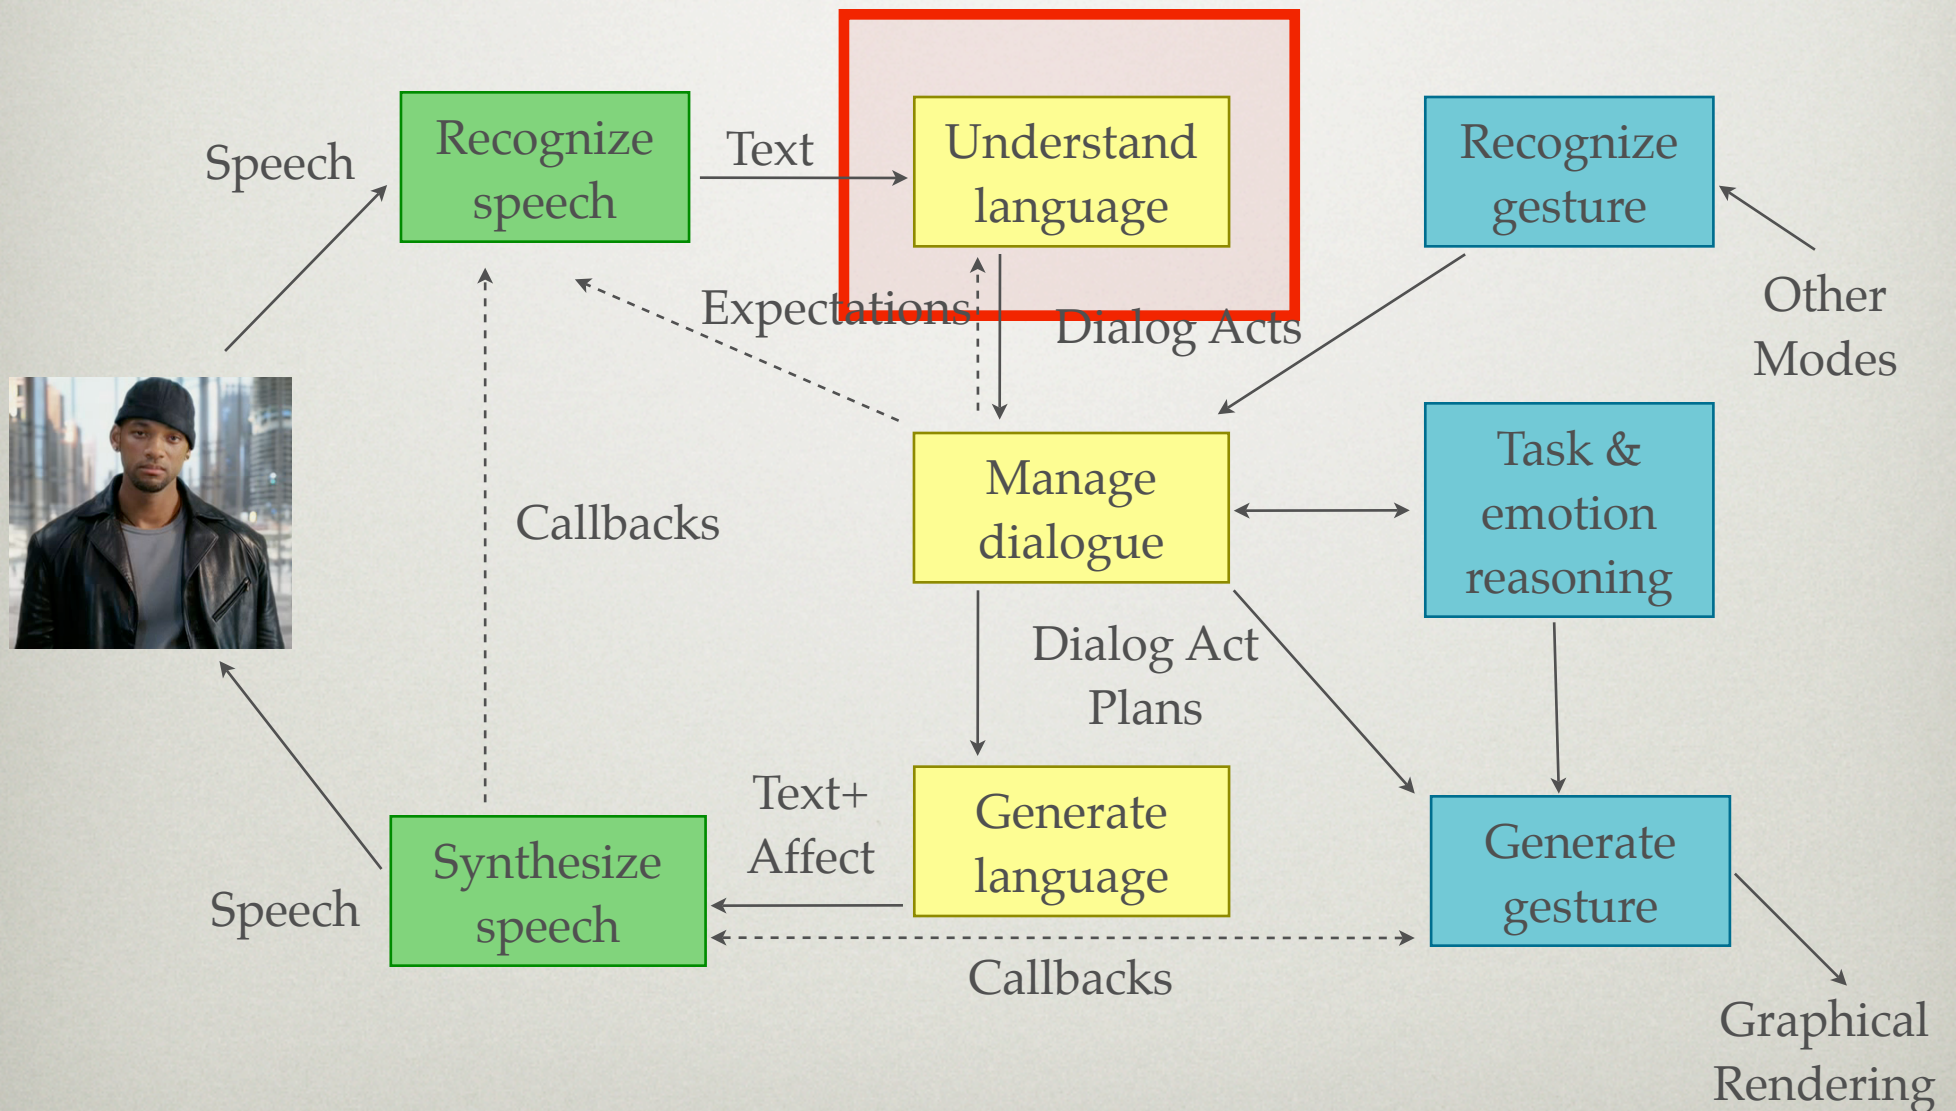 Speech
Recognize
speech
Text
Understand
language
Recognize
gesture
Other
Modes
Expectations
Dialog Acts
Callbacks
Manage
dialogue
Task &
emotion
reasoning
Dialog Act
Plans
Text+
Affect
Generate
language
Generate
gesture
Synthesize
speech
Speech
Callbacks
Graphical
Rendering